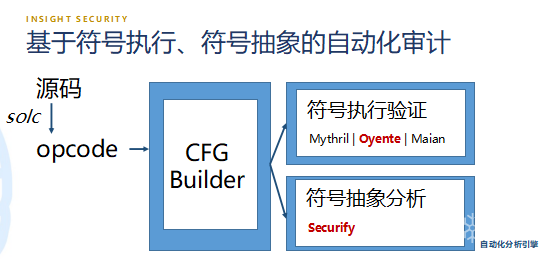 INSIGHT SECURITY
基于符号执行、符号抽象的自动化审计
源码
solc
opcode
CFG
Builder
符号执行验证
Mythril | Oyente | Maian
符号抽象分析
Securify
自动化分析引擎